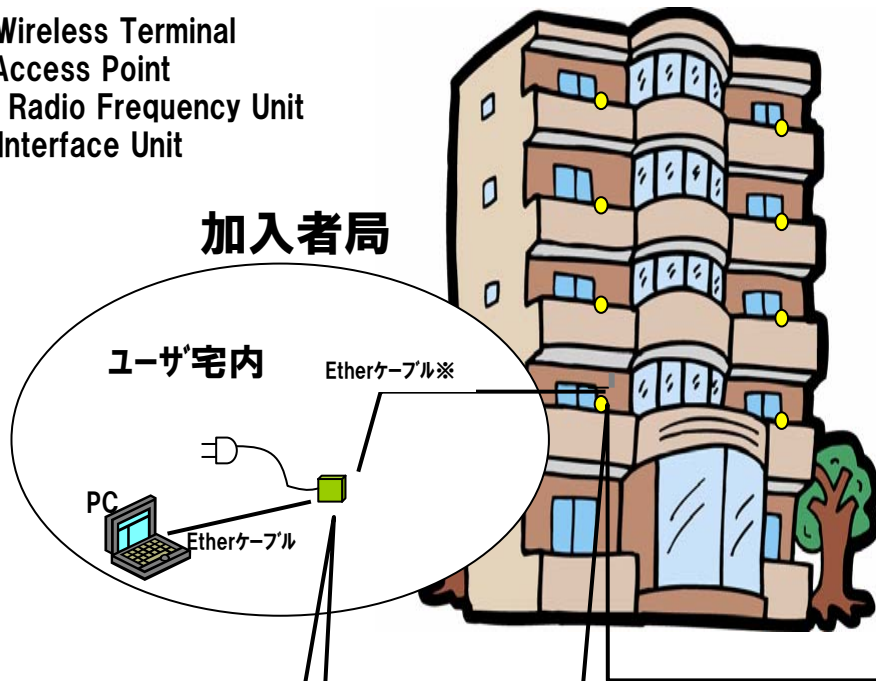 Wireless Terminal
Access Point
Radio Frequency Unit
Interface Unit
加入者局
ユーザ宅内
Etherケーブル※
PC
Etherケーブル